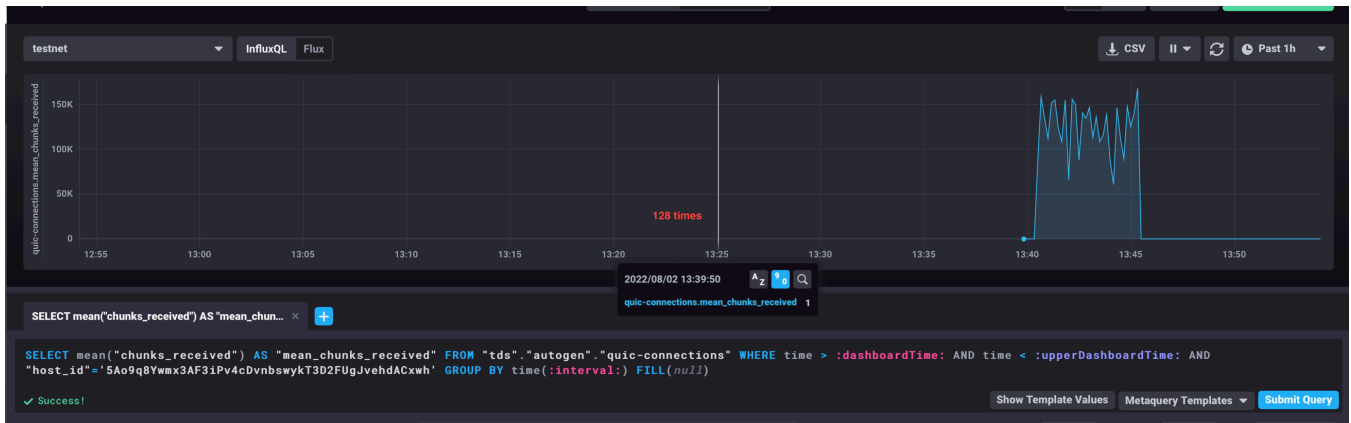 testnet
InfluxQL Flux
CSV
Past 1h
quic-connections.mean_chunks_received
150K
100K
50K
0
128 times
12:55 13:00 13:05 13:10 13:15 13:20 13:25 13:30 13:35 13:40 13:45 13:50
2022/08/02 13:39:50
AZ
90
quic-connections.mean_chunks_received 1
SELECT mean("chunks_received") AS "mean_chun... ×
SELECT mean("chunks_received") AS "mean_chunks_received" FROM "tds"."autogen"."quic-connections" WHERE time > :dashboardTime: AND time < :upperDashboardTime: AND
"host_id"='5Ao9q8Ywmx3AF3iPv4cDvnbswykT3D2FUgJvehdACxwh' GROUP BY time(:interval:) FILL(null)
Success!
Show Template Values Metaquery Templates Submit Query